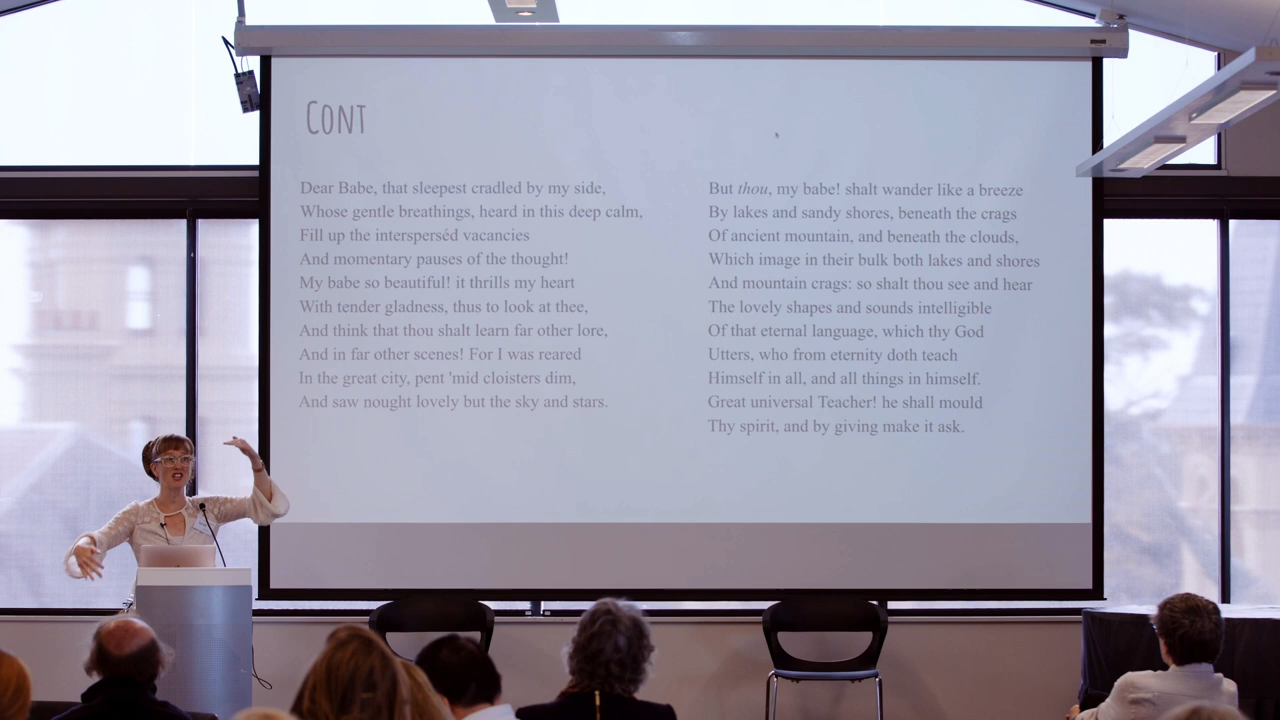 Cont
Dear Babe, that sleepest cradled by my side,
Whose gentle breathings, heard in this deep calm,
Fill up the intersperséd vacancies
And momentary pauses of the thought!
My babe so beautiful! it thrills my heart
With tender gladness, thus to look at thee,
And think that thou shalt learn far other lore,
And in far other scenes! For I was reared
In the great city, pent 'mid cloisters dim,
And saw nought lovely but the sky and stars.
But thou, my babe! shalt wander like a breeze
By lakes and sandy shores, beneath the crags
Of ancient mountain, and beneath the clouds,
Which image in their bulk both lakes and shores
And mountain crags: so shalt thou see and hear
The lovely shapes and sounds intelligible
Of that eternal language, which thy God
Utters, who from eternity doth teach
Himself in all, and all things in himself.
Great universal Teacher! he shall mould
Thy spirit, and by giving make it ask.